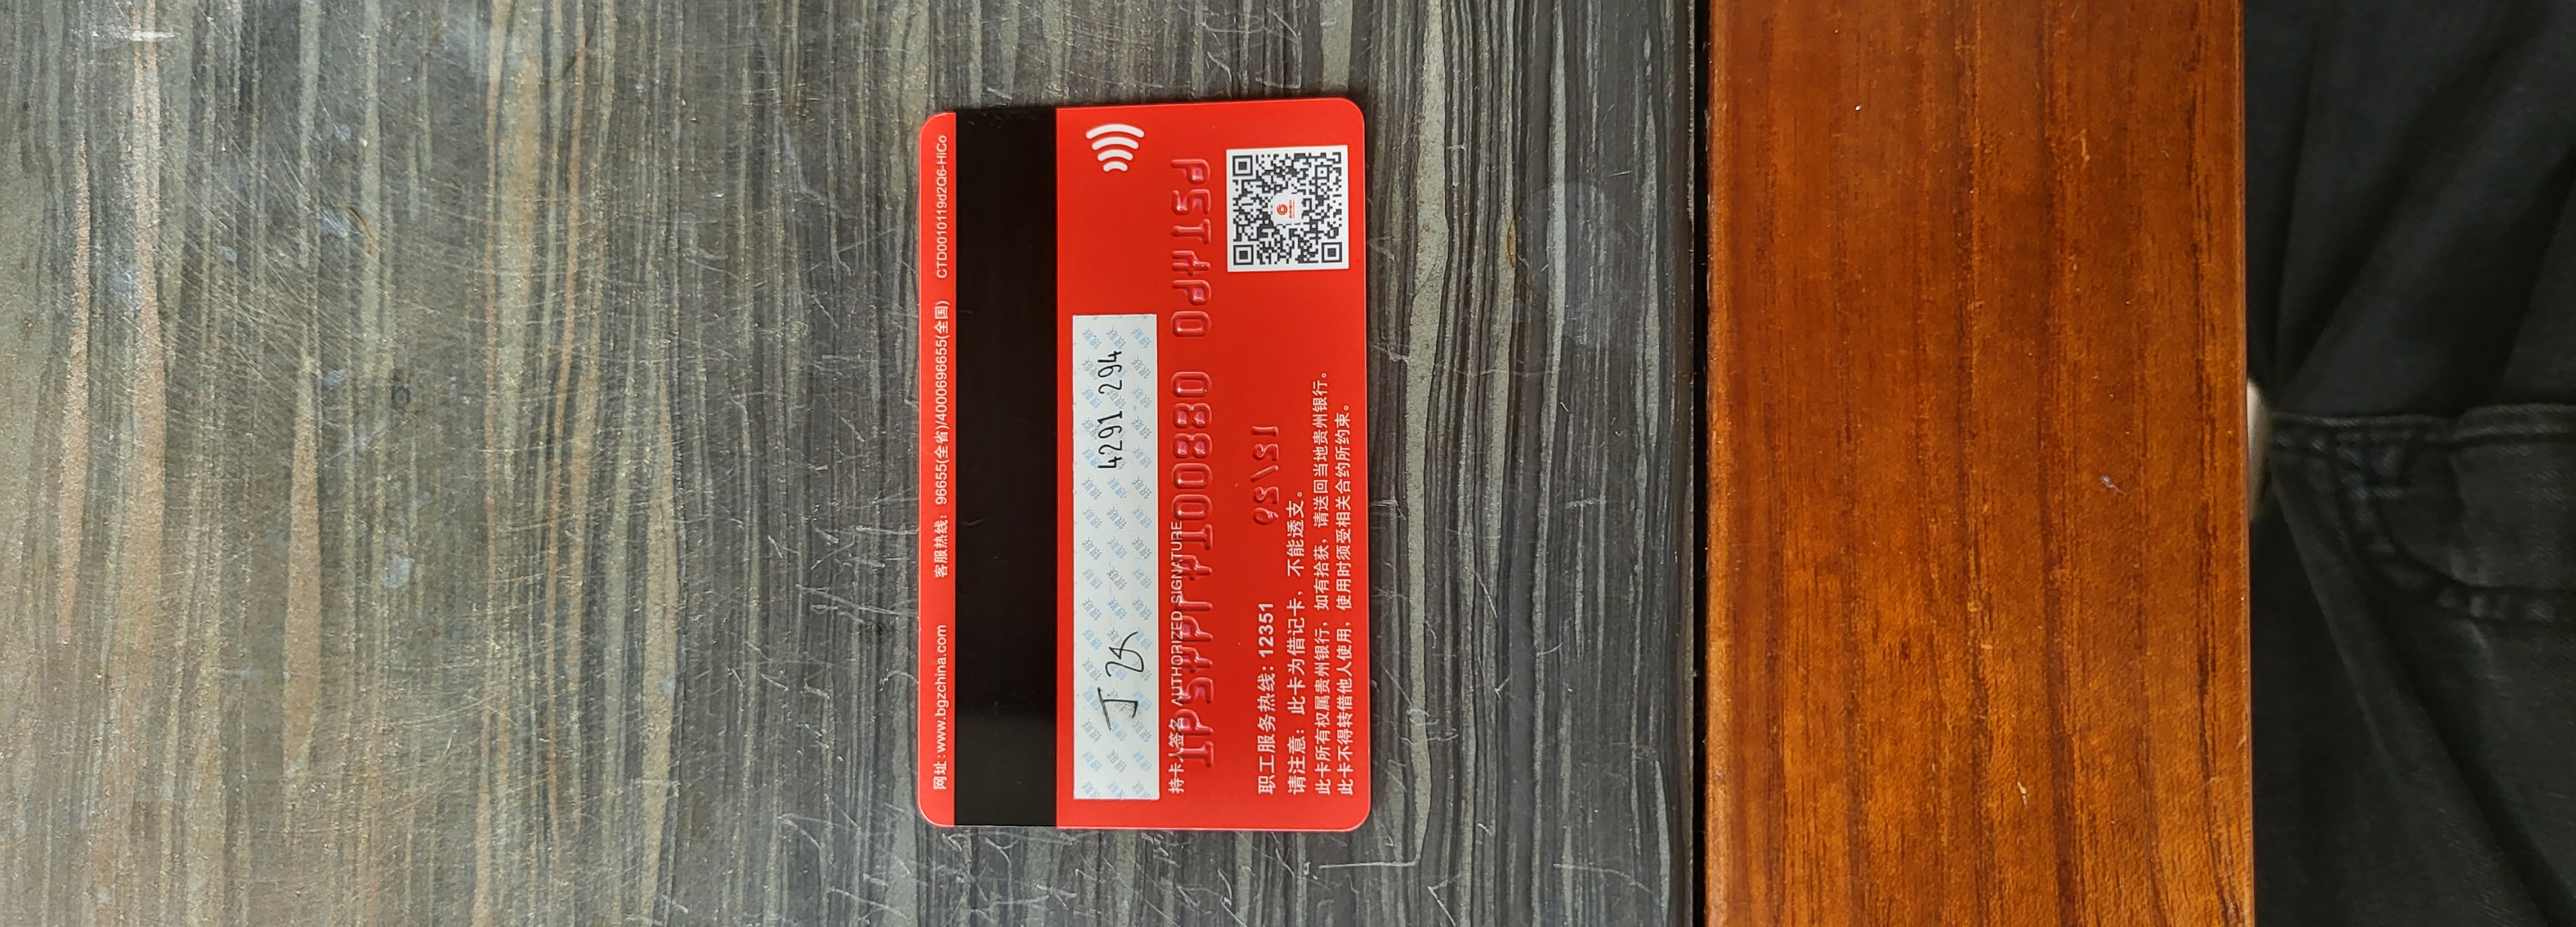 网址: www.bgzchina.com 客服热线: 96655(全省)/4000696655(全国) CTD0010119d2Q6-HiCo
4291 294
持卡人签名 AUTHORIZED SIGNATURE
职工服务热线: 12351
请注意: 此卡为借记卡, 不能透支。
此卡所有权属贵州银行, 如有拾获, 请送回当地贵州银行。
此卡不得转借他人使用, 使用时须受相关合约所约束。